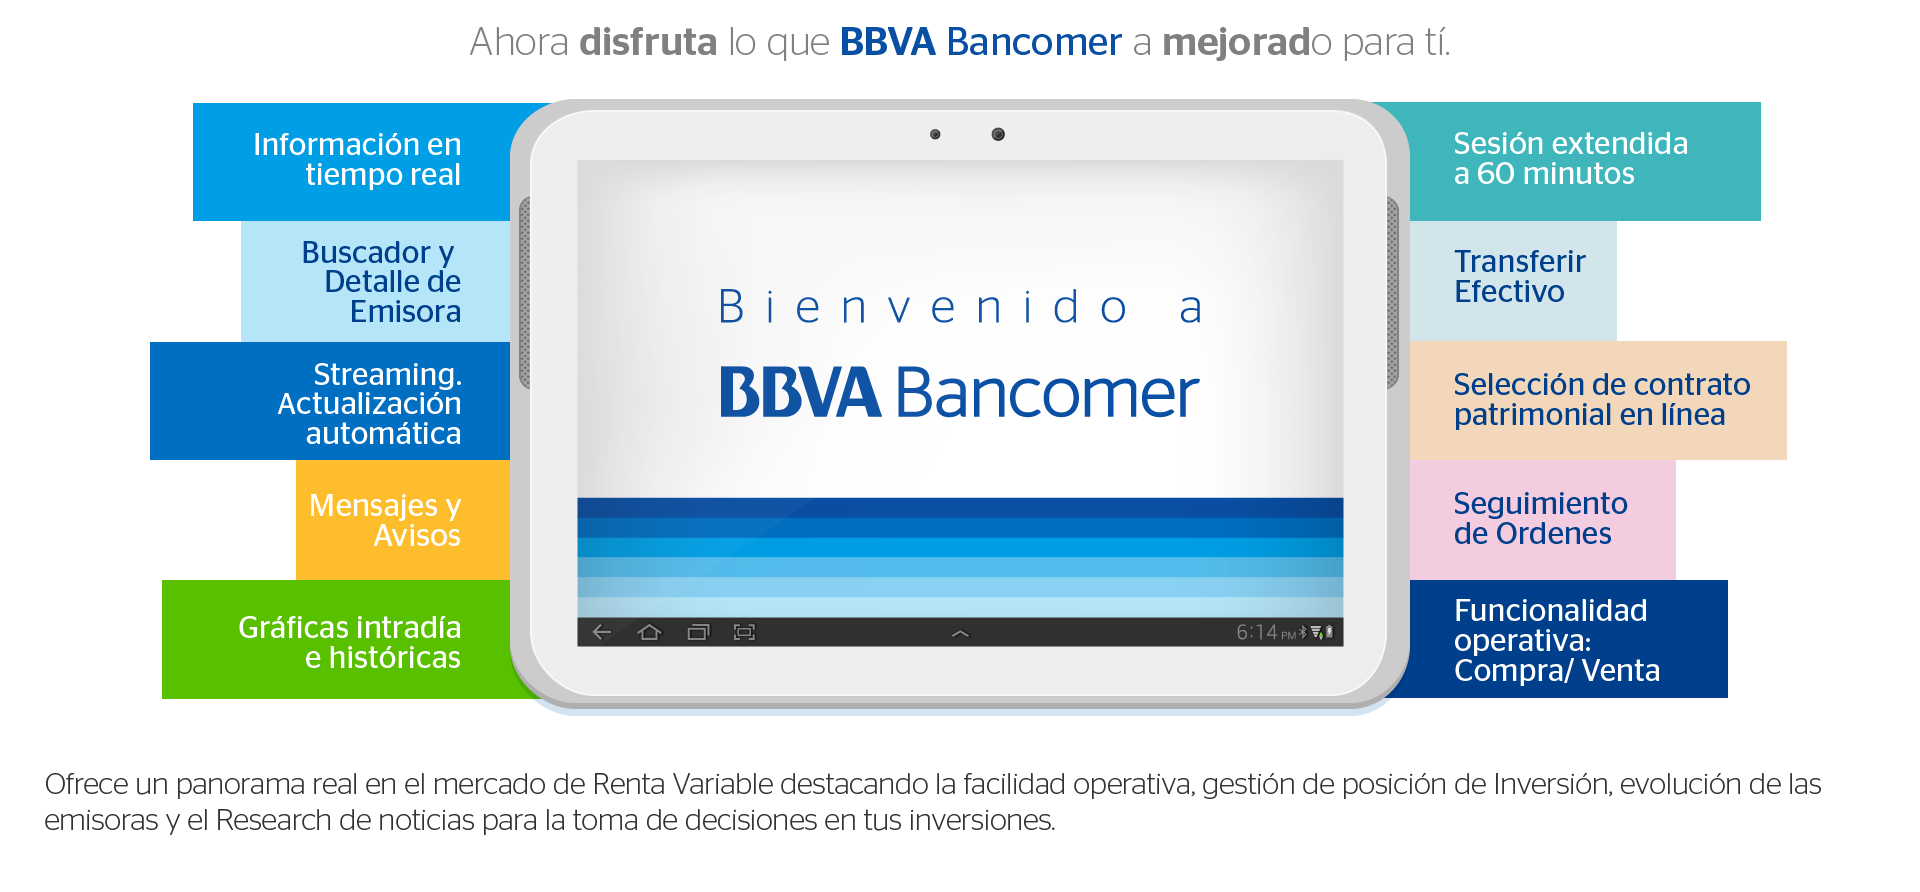 Ahora disfruta lo que BBVA Bancomer a mejorado para tí.
Información en
tiempo real
Buscador y
Detalle de
Emisora
Streaming.
Actualización
automática
Mensajes y
Avisos
Gráficas intradía
e históricas
Bienvenido a
BBVA Bancomer
6:14 PM
Sesión extendida
a 60 minutos
Transferir
Efectivo
Selección de contrato
patrimonial en línea
Seguimiento
de Ordenes
Funcionalidad
operativa:
Compra/ Venta
Ofrece un panorama real en el mercado de Renta Variable destacando la facilidad operativa, gestión de posición de Inversión, evolución de las
emisoras y el Research de noticias para la toma de decisiones en tus inversiones.